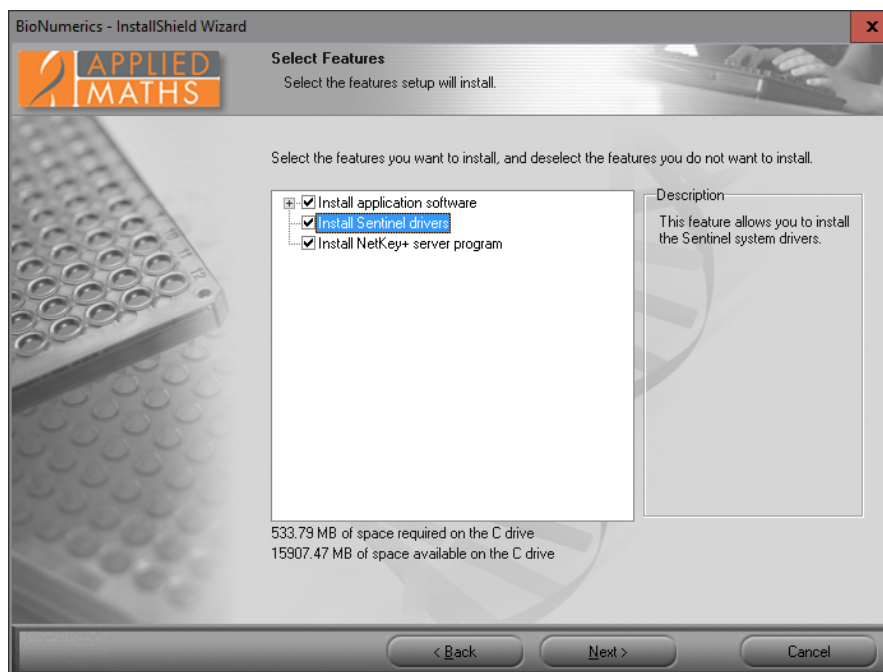 BioNumerics - InstallShield Wizard
x
APPLIED
MATHS
Select Features
Select the features setup will install.
Select the features you want to install, and deselect the features you do not want to install.
Install application software
Install Sentinel drivers
Install NetKey+ server program
Description
This feature allows you to install
the Sentinel system drivers.
533.79 MB of space required on the C drive
15907.47 MB of space available on the C drive
10
11
12
< Back
Next >
Cancel